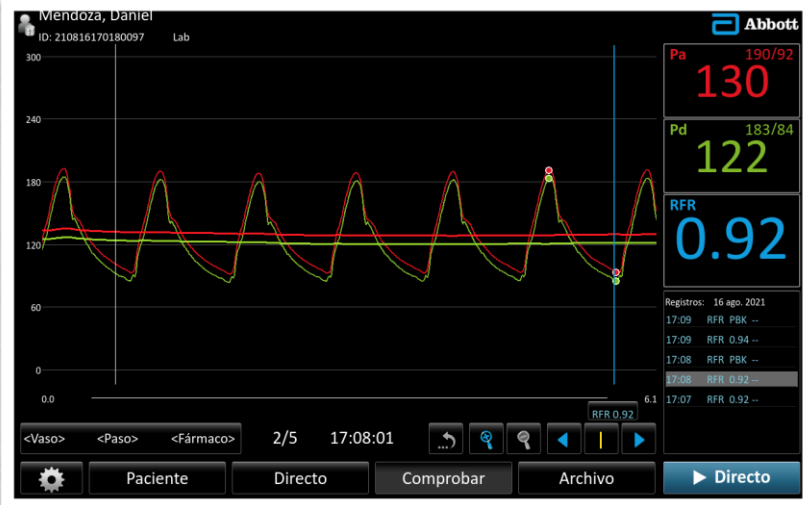 Mendoza, Daniel
ID: 210816170180097 Lab
Abbott
300
240
180
120
60
0
0.0 6.1
RFR 0.92
Pa 190/92
130
Pd 183/84
122
RFR
0.92
Registros: 16 ago. 2021
17:09 RFR PBK --
17:09 RFR 0.94 --
17:08 RFR PBK --
17:08 RFR 0.92 --
17:07 RFR 0.92 --
<Vaso> <Paso> <Fármaco> 2/5 17:08:01
Paciente Directo Comprobar Archivo Directo